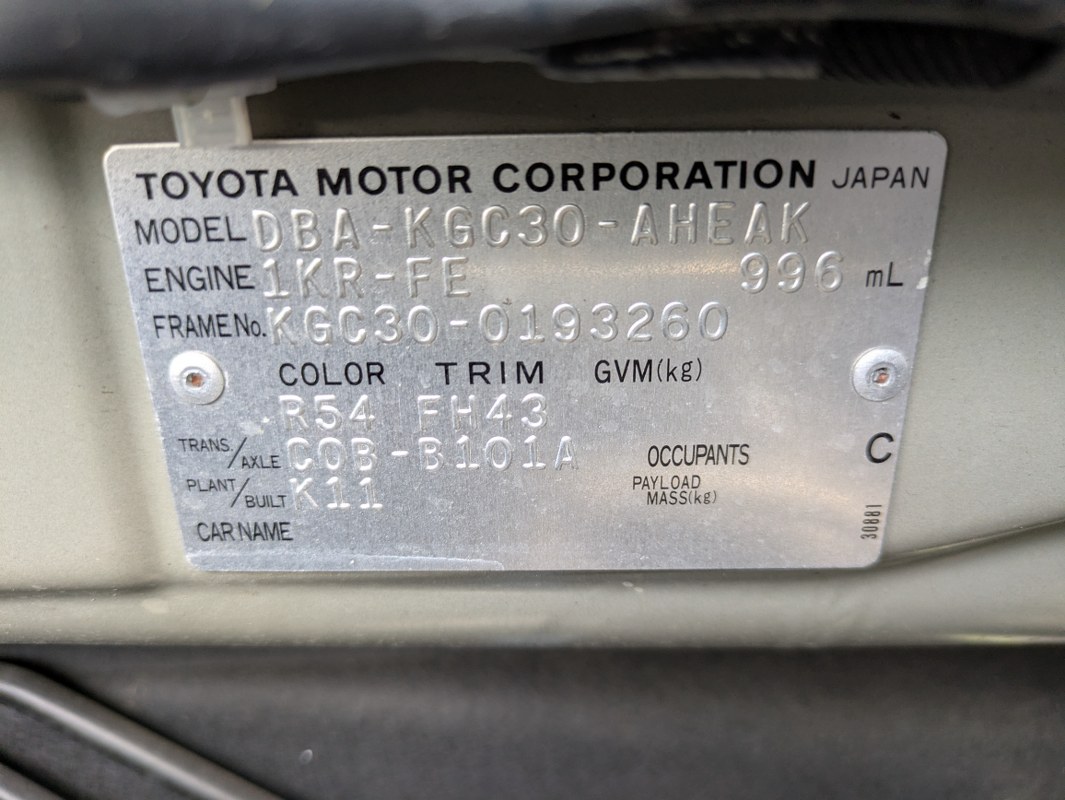 TOYOTA MOTOR CORPORATION JAPAN
MODEL DBA-KGC30-AHEAK
ENGINE 1KR-FE 996 mL
FRAME No. KGC30-0193260
COLOR TRIM GVM(kg)
R54 FH43
TRANS./AXLE C0B-B101A OCCUPANTS C
PLANT/BUILT K11 PAYLOAD MASS(kg)
CAR NAME
30881